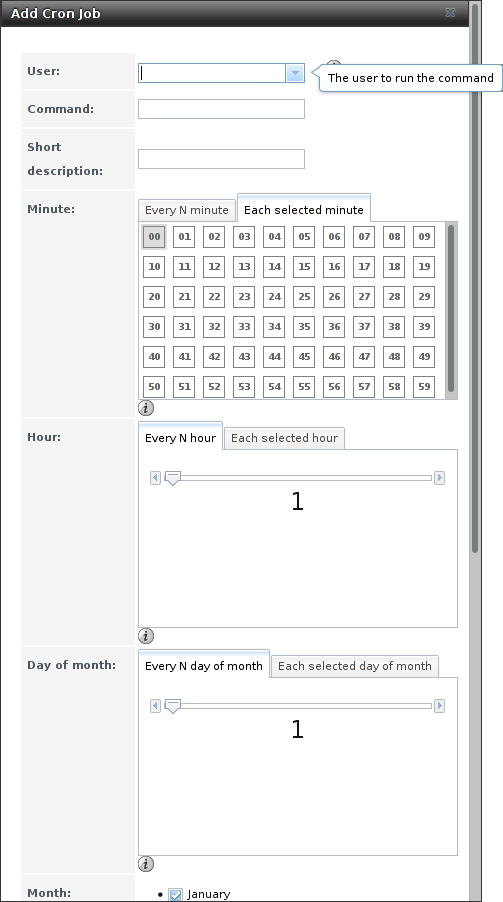 Add Cron Job
User:
The user to run the command
Command:
Short
description:
Minute:
Every N minute
Each selected minute
00 01 02 03 04 05 06 07 08 09
10 11 12 13 14 15 16 17 18 19
20 21 22 23 24 25 26 27 28 29
30 31 32 33 34 35 36 37 38 39
40 41 42 43 44 45 46 47 48 49
50 51 52 53 54 55 56 57 58 59
i
Hour:
Every N hour
Each selected hour
1
i
Day of month:
Every N day of month
Each selected day of month
1
i
Month:
January